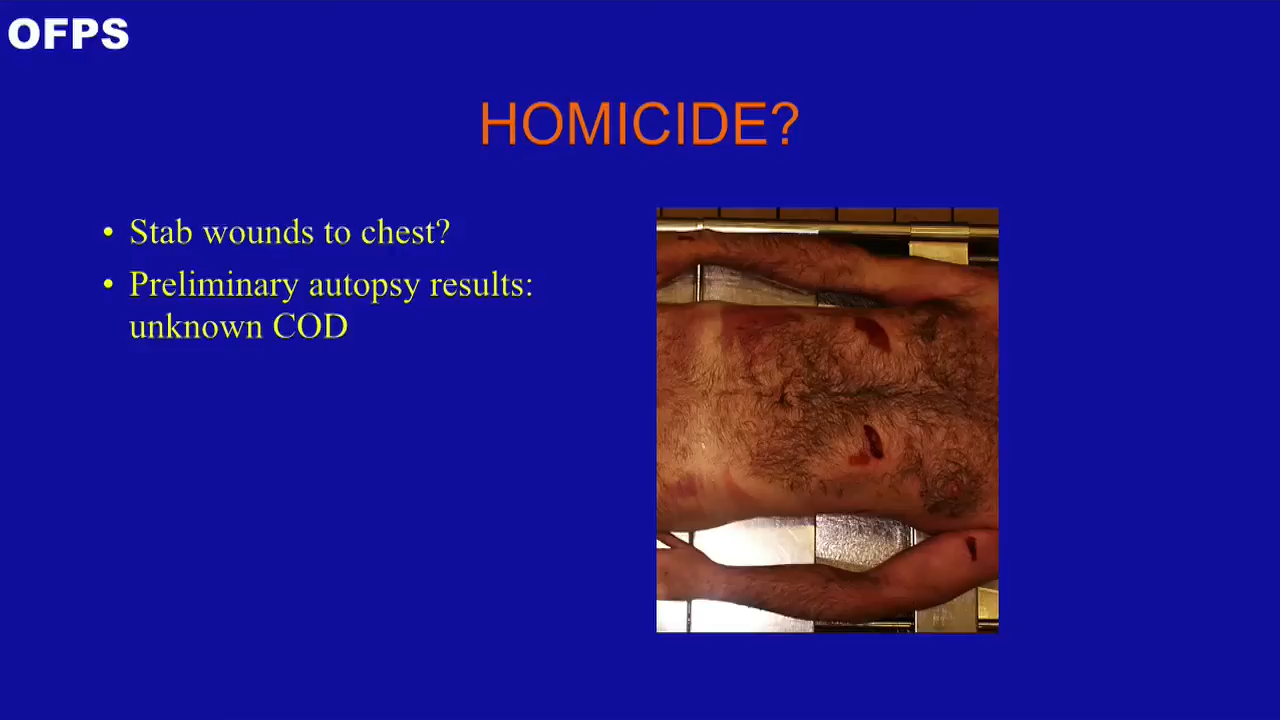 OFPS
HOMICIDE?
• Stab wounds to chest?
• Preliminary autopsy results:
unknown COD